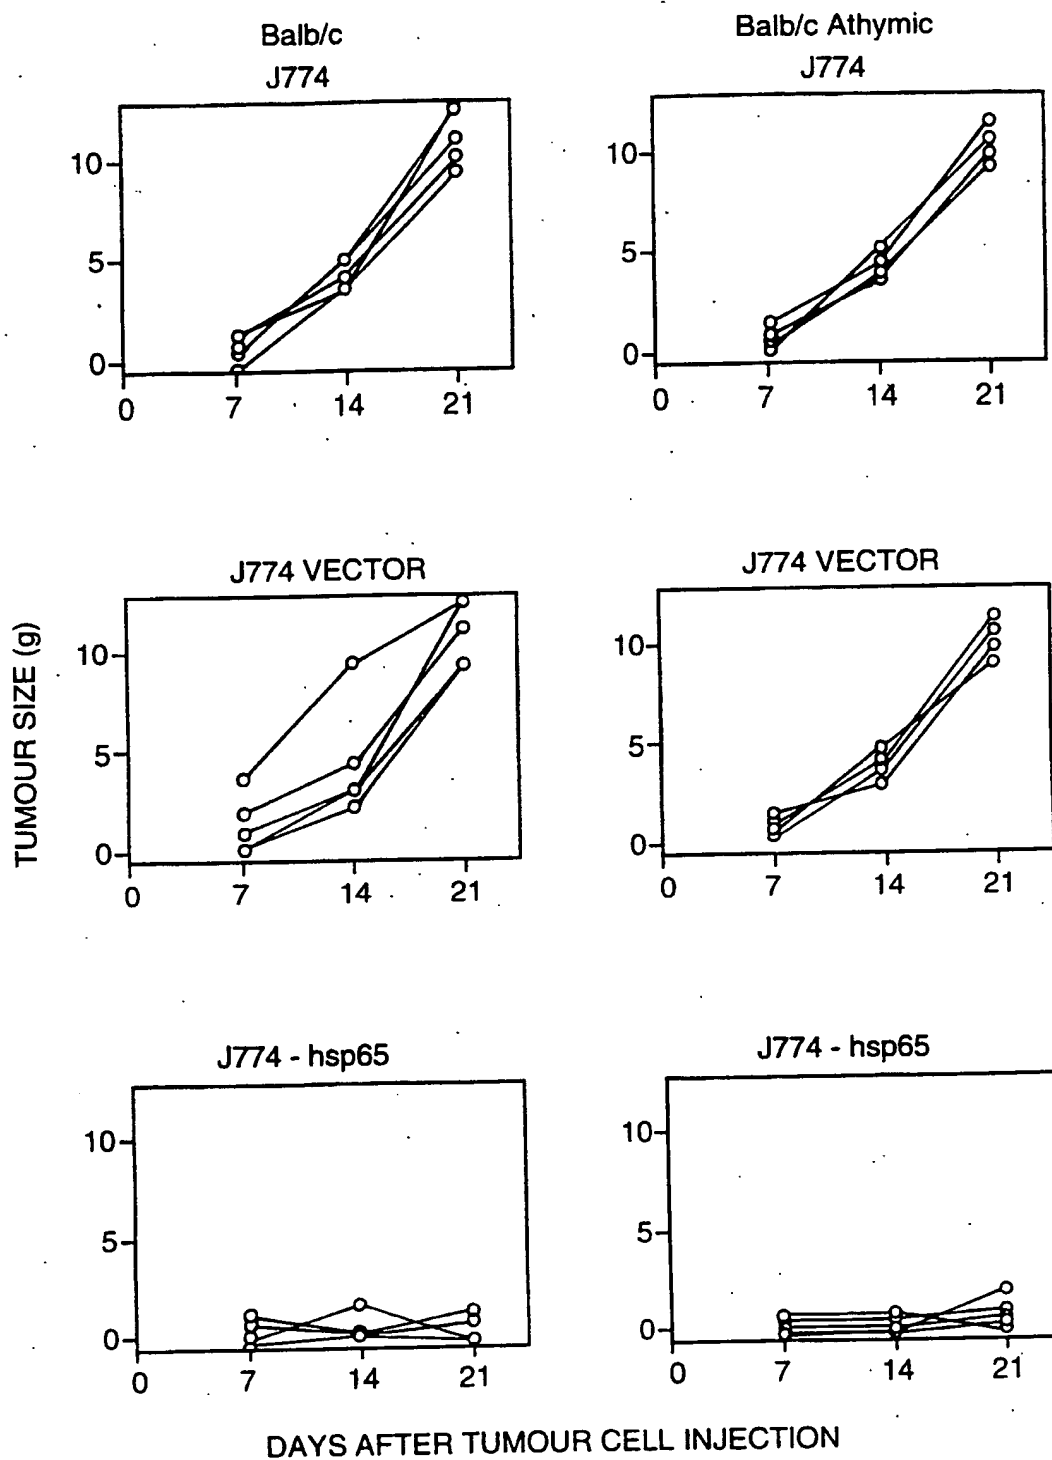 Balb/c
J774
10
5
0
0 7 14 21
Balb/c Athymic
J774
10
5
0
0 7 14 21
J774 VECTOR
10
5
0
0 7 14 21
J774 VECTOR
10
5
0
0 7 14 21
TUMOUR SIZE (g)
J774 - hsp65
10
5
0
0 7 14 21
J774 - hsp65
10
5
0
0 7 14 21
DAYS AFTER TUMOUR CELL INJECTION